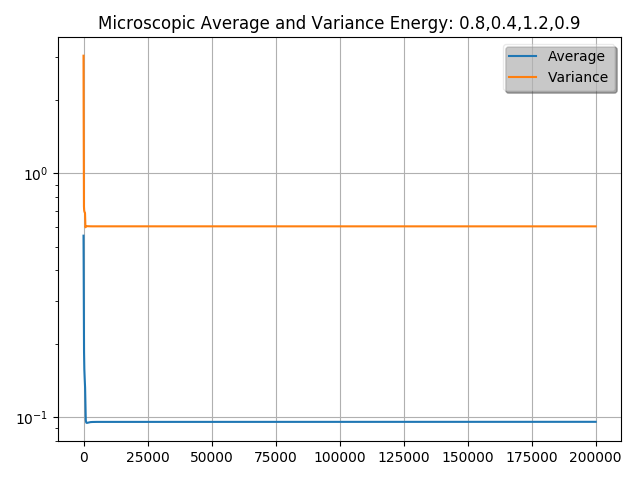 Microscopic Average and Variance Energy: 0.8,0.4,1.2,0.9
Average
Variance
10⁰
10⁻¹
0 25000 50000 75000 100000 125000 150000 175000 200000